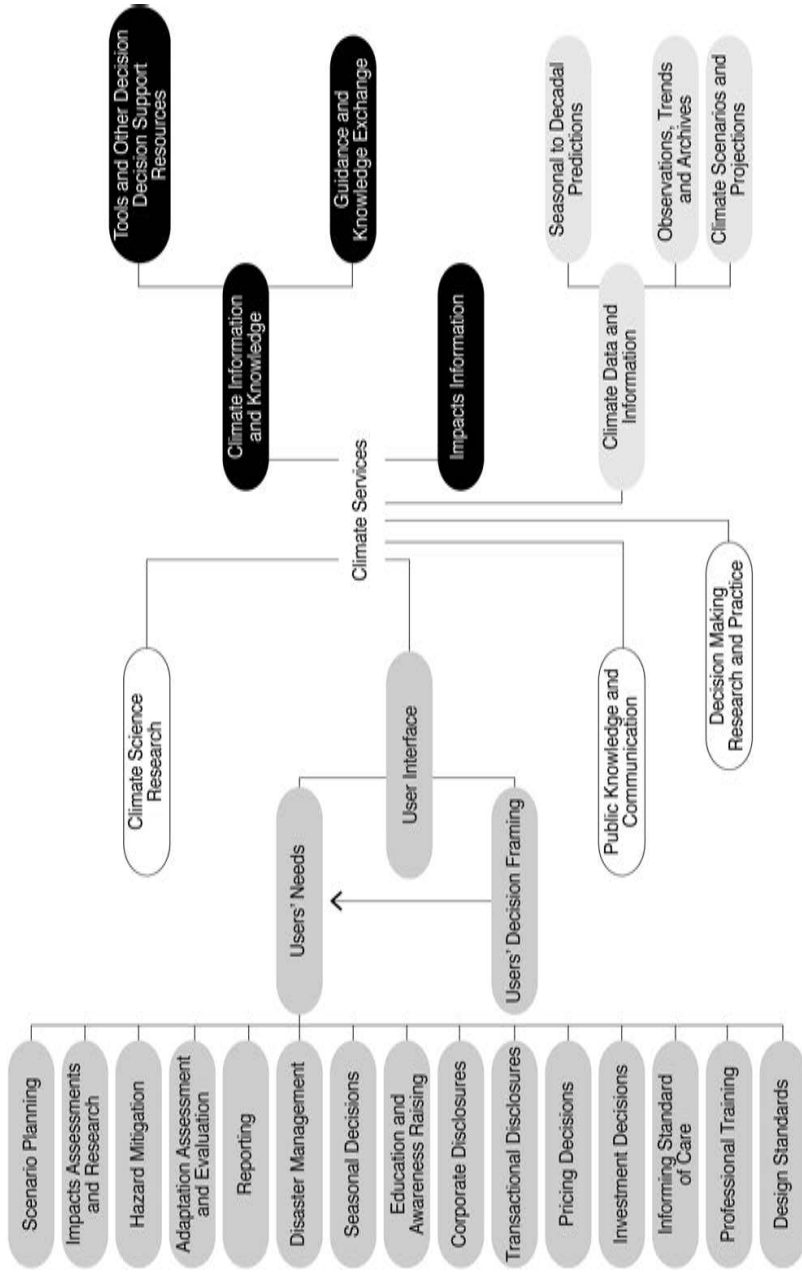 Scenario Planning
Impacts Assessments
and Research
Hazard Mitigation
Adaptation Assessment
and Evaluation
Reporting
Disaster Management
Seasonal Decisions
Education and
Awareness Raising
Corporate Disclosures
Transactional Disclosures
Pricing Decisions
Investment Decisions
Informing Standard
of Care
Professional Training
Design Standards
Users' Needs
Users' Decision Framing
User Interface
Climate Science
Research
Public Knowledge and
Communication
Decision Making
Research and Practice
Climate Services
Climate Information
and Knowledge
Impacts Information
Climate Data and
Information
Tools and Other Decision
Decision Support
Resources
Guidance and
Knowledge Exchange
Seasonal to Decadal
Predictions
Observations, Trends
and Archives
Climate Scenarios and
Projections